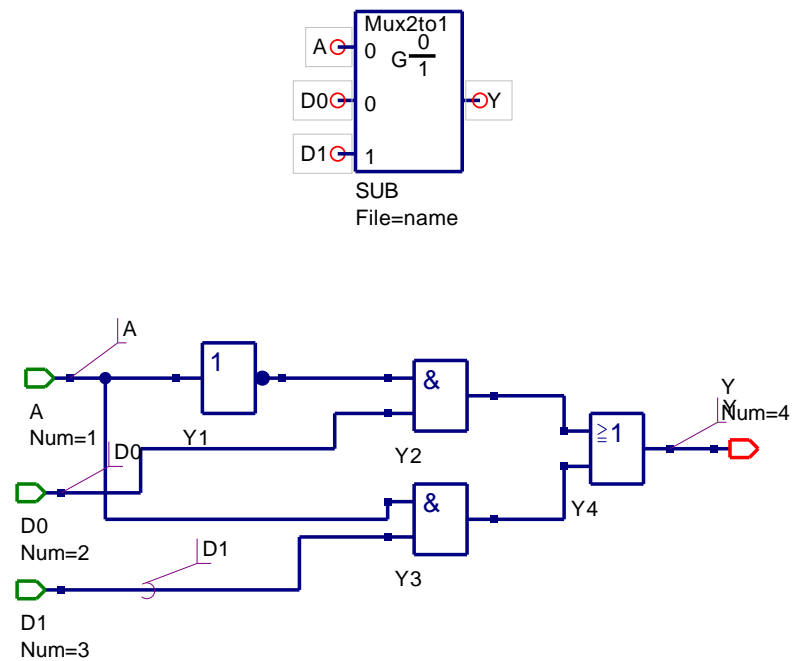 Mux2to1
A
0
G
0
1
D0
0
Y
D1
1
SUB
File=name
A
1
&
A
Num=1
Y1
D0
Y2
Y
Y
Num=4
≥1
D0
Num=2
D1
&
Y3
Y4
D1
Num=3